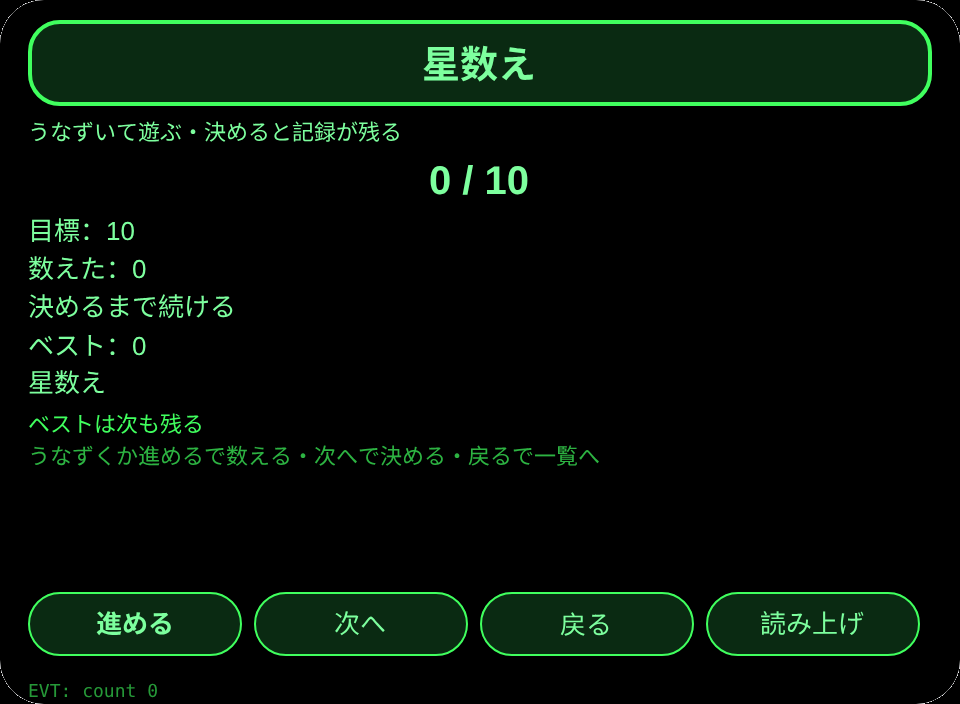 星数え
うなずいて遊ぶ・決めると記録が残る
0 / 10
目標：10
数えた：0
決めるまで続ける
ベスト：0
星数え
ベストは次も残る
うなずくか進めるで数える・次へで決める・戻るで一覧へ
進める
次へ
戻る
読み上げ
EVT: count 0